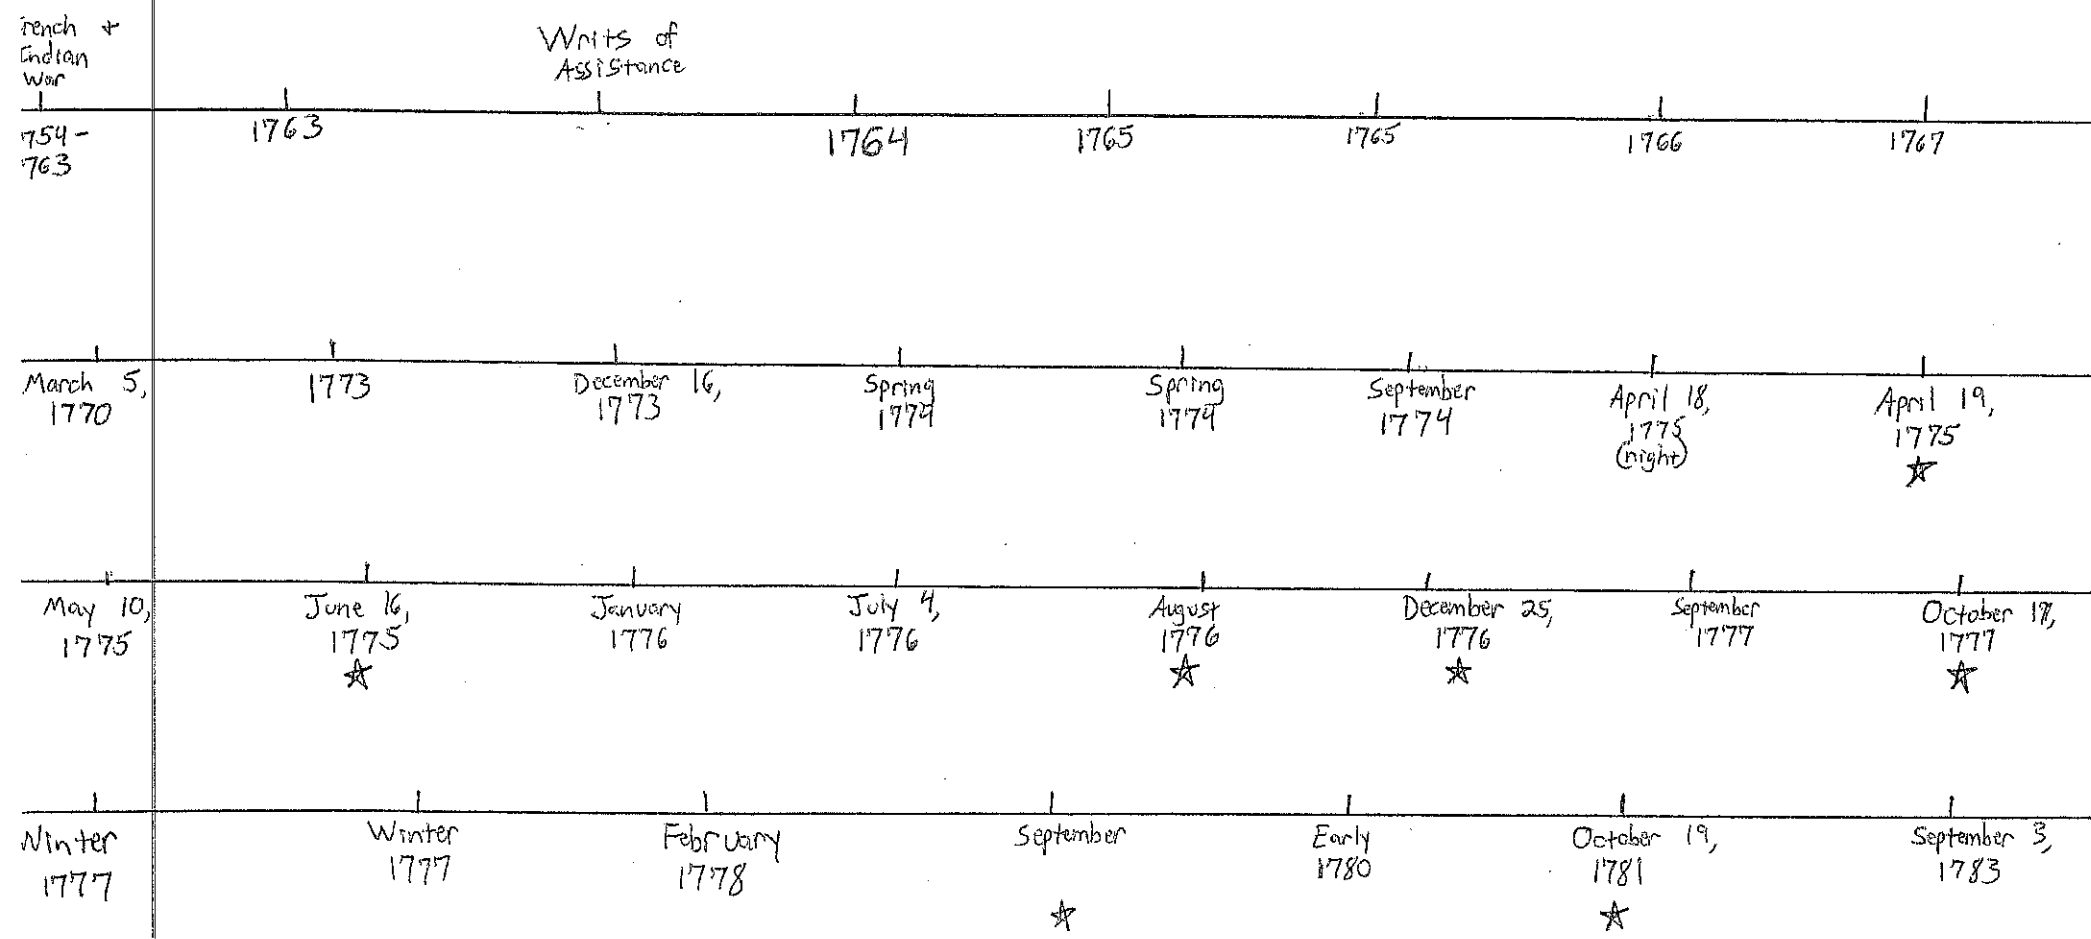 rench +
Indian
War
Writs of
Assistance
754-
763
1763
1764
1765
1765
1766
1767
March 5,
1770
1773
December 16,
1773
Spring
1774
Spring
1774
September
1774
April 18,
1775
(night)
April 19,
1775
May 10,
1775
June 16,
1775
January
1776
July 4,
1776
August
1776
December 25,
1776
September
1777
October 17,
1777
Winter
1777
Winter
1777
February
1778
September
Early
1780
October 19,
1781
September 3,
1783